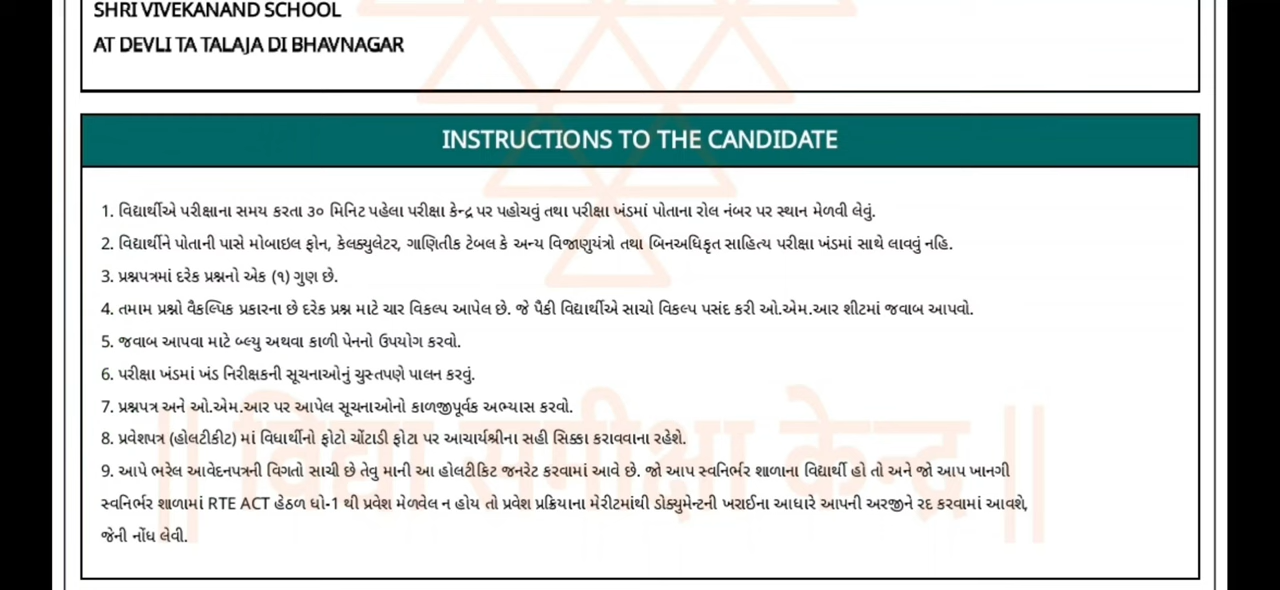 SHRI VIVEKANAND SCHOOL
AT DEVLI TA TALAJA DI BHAVNAGAR
INSTRUCTIONS TO THE CANDIDATE
1. વિદ્યાર્થીએ પરીક્ષાના સમય કરતા ૩૦ મિનિટ પહેલા પરીક્ષા કેન્દ્ર પર પહોચવું તથા પરીક્ષા ખંડમાં પોતાના રોલ નંબર પર સ્થાન મેળવી લેવું.
2. વિદ્યાર્થીને પોતાની પાસે મોબાઇલ ફોન, કેલક્યુલેટર, ગાણિતીક ટેબલ કે અન્ય વિજાણુયંત્રો તથા બિનઅધિકૃત સાહિત્ય પરીક્ષા ખંડમાં સાથે લાવવું નહિ.
3. પ્રશ્નપત્રમાં દરેક પ્રશ્નનો એક (૧) ગુણ છે.
4. તમામ પ્રશ્નો વૈકલ્પિક પ્રકારના છે દરેક પ્રશ્ન માટે ચાર વિકલ્પ આપેલ છે. જે પૈકી વિદ્યાર્થીએ સાચો વિકલ્પ પસંદ કરી ઓ.એમ.આર શીટમાં જવાબ આપવો.
5. જવાબ આપવા માટે બ્લ્યુ અથવા કાળી પેનનો ઉપયોગ કરવો.
6. પરીક્ષા ખંડમાં ખંડ નિરીક્ષકની સૂચનાઓનું ચુસ્તપણે પાલન કરવું.
7. પ્રશ્નપત્ર અને ઓ.એમ.આર પર આપેલ સૂચનાઓનો કાળજીપૂર્વક અભ્યાસ કરવો.
8. પ્રવેશપત્ર (હોલટીકીટ) માં વિધાર્થીનો ફોટો ચોંટાડી ફોટા પર આચાર્યશ્રીના સહી સિક્કા કરાવવાના રહેશે.
9. આપે ભરેલ આવેદનપત્રની વિગતો સાચી છે તેવુ માની આ હોલટીકિટ જનરેટ કરવામાં આવે છે. જો આપ સ્વનિર્ભર શાળાના વિદ્યાર્થી હો તો અને જો આપ ખાનગી
સ્વનિર્ભર શાળામાં RTE ACT હેઠળ ધો-1 થી પ્રવેશ મેળવેલ ન હોય તો પ્રવેશ પ્રક્રિયાના મેરીટમાંથી ડોક્યુમેન્ટની ખરાઈના આધારે આપની અરજીને રદ કરવામાં આવશે,
જેની નોંધ લેવી.